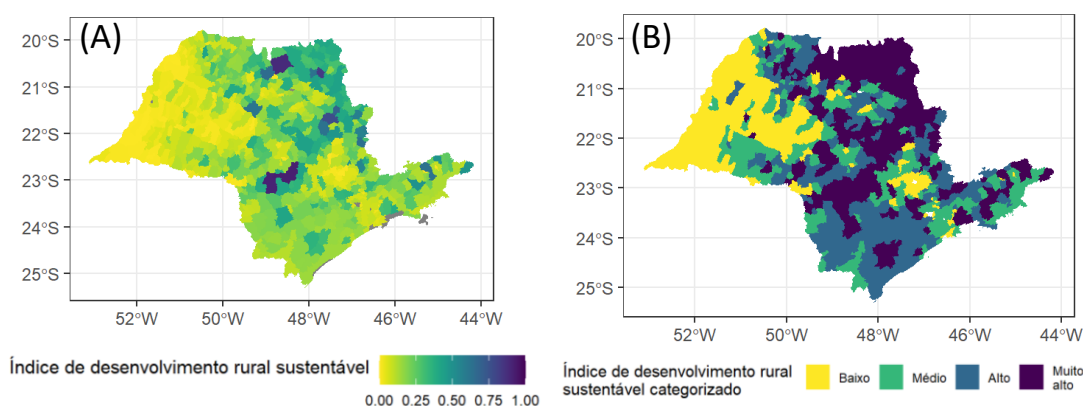 (A)
20°S
21°S
22°S
23°S
24°S
25°S
52°W 50°W 48°W 46°W 44°W
Índice de desenvolvimento rural sustentável
0.00 0.25 0.50 0.75 1.00
(B)
20°S
21°S
22°S
23°S
24°S
25°S
52°W 50°W 48°W 46°W 44°W
Índice de desenvolvimento rural
sustentável categorizado
Baixo Médio Alto Muito
alto